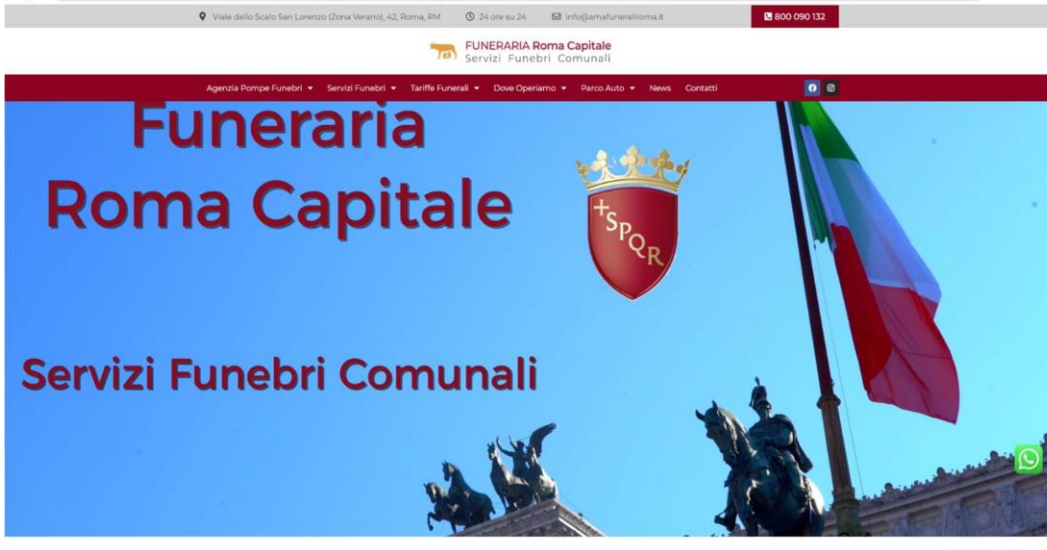 Viale dello Scalo San Lorenzo (Zona Verano), 42, Roma, RM
24 ore su 24
info@amafuneraliroma.it
800 090 132
FUNERARIA Roma Capitale
Servizi Funebri Comunali
Agenzia Pompe Funebri
Servizi Funebri
Tariffe Funerali
Dove Operiamo
Parco Auto
News
Contatti
Funeraria
Roma Capitale
SPQR
Servizi Funebri Comunali